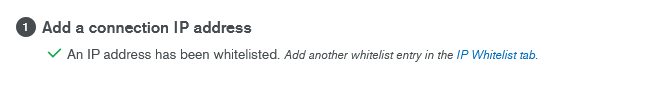 1 Add a connection IP address
An IP address has been whitelisted. Add another whitelist entry in the IP Whitelist tab.